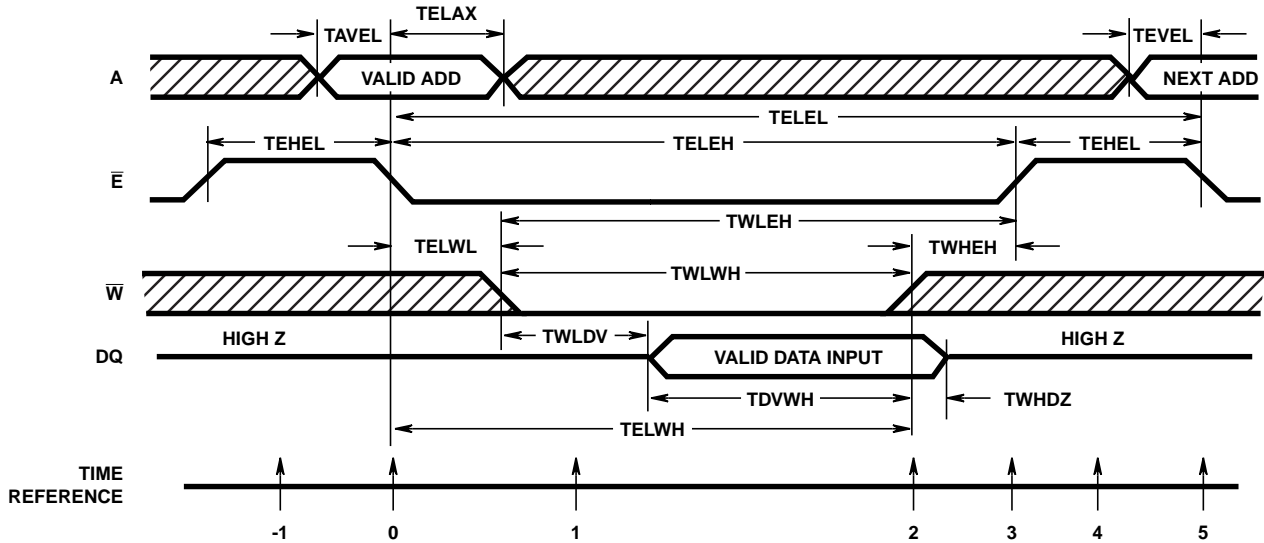 TELAX
TAVEL
TEVEL
A
VALID ADD
NEXT ADD
TELEL
TEHEL
TELEH
TEHEL
E̅
TWLEH
TELWL
TWHEH
TWLWH
W̅
HIGH Z
TWLDV
HIGH Z
DQ
VALID DATA INPUT
TDVWH
TWHDZ
TELWH
TIME
REFERENCE
-1 0 1 2 3 4 5